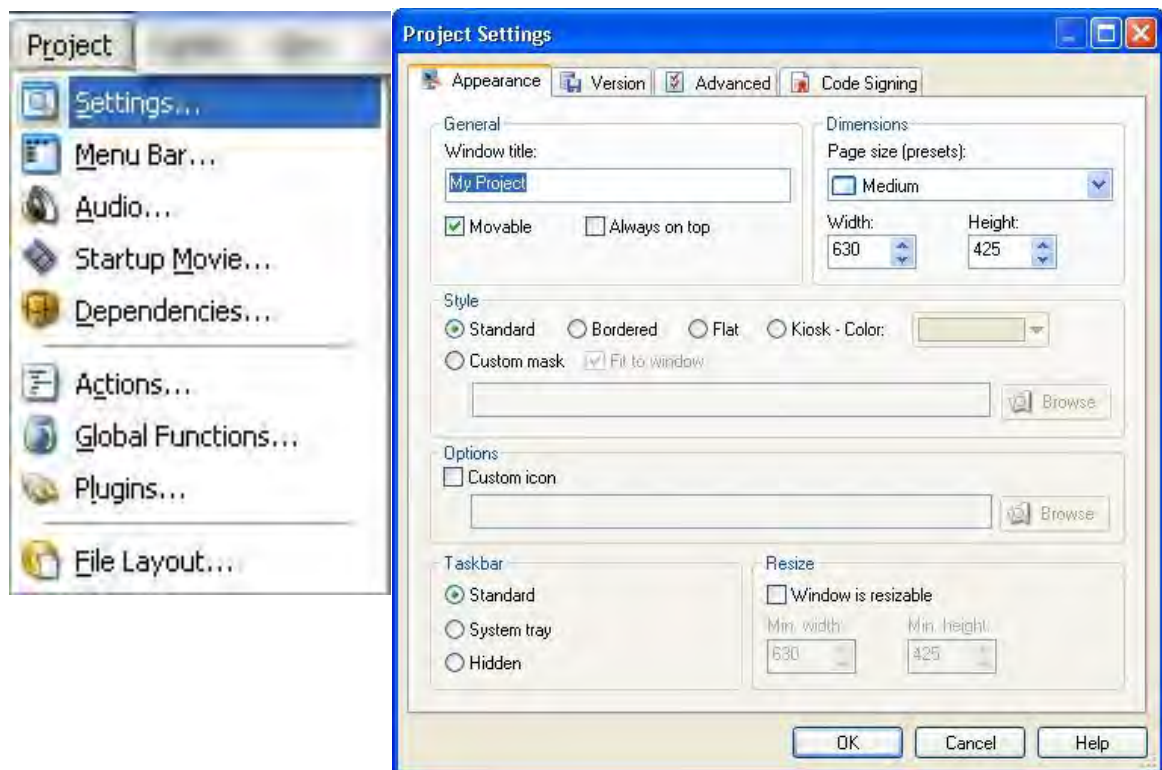 Project
Settings...
Menu Bar...
Audio...
Startup Movie...
Dependencies...
Actions...
Global Functions...
Plugins...
File Layout...
Project Settings
Appearance Version Advanced Code Signing
General
Window title:
My Project
Movable Always on top
Dimensions
Page size (presets):
Medium
Width: Height:
630 425
Style
Standard Bordered Flat Kiosk - Color:
Custom mask Fit to window
Browse
Options
Custom icon
Browse
Taskbar
Standard
System tray
Hidden
Resize
Window is resizable
Min. width Min. height
630 425
OK Cancel Help